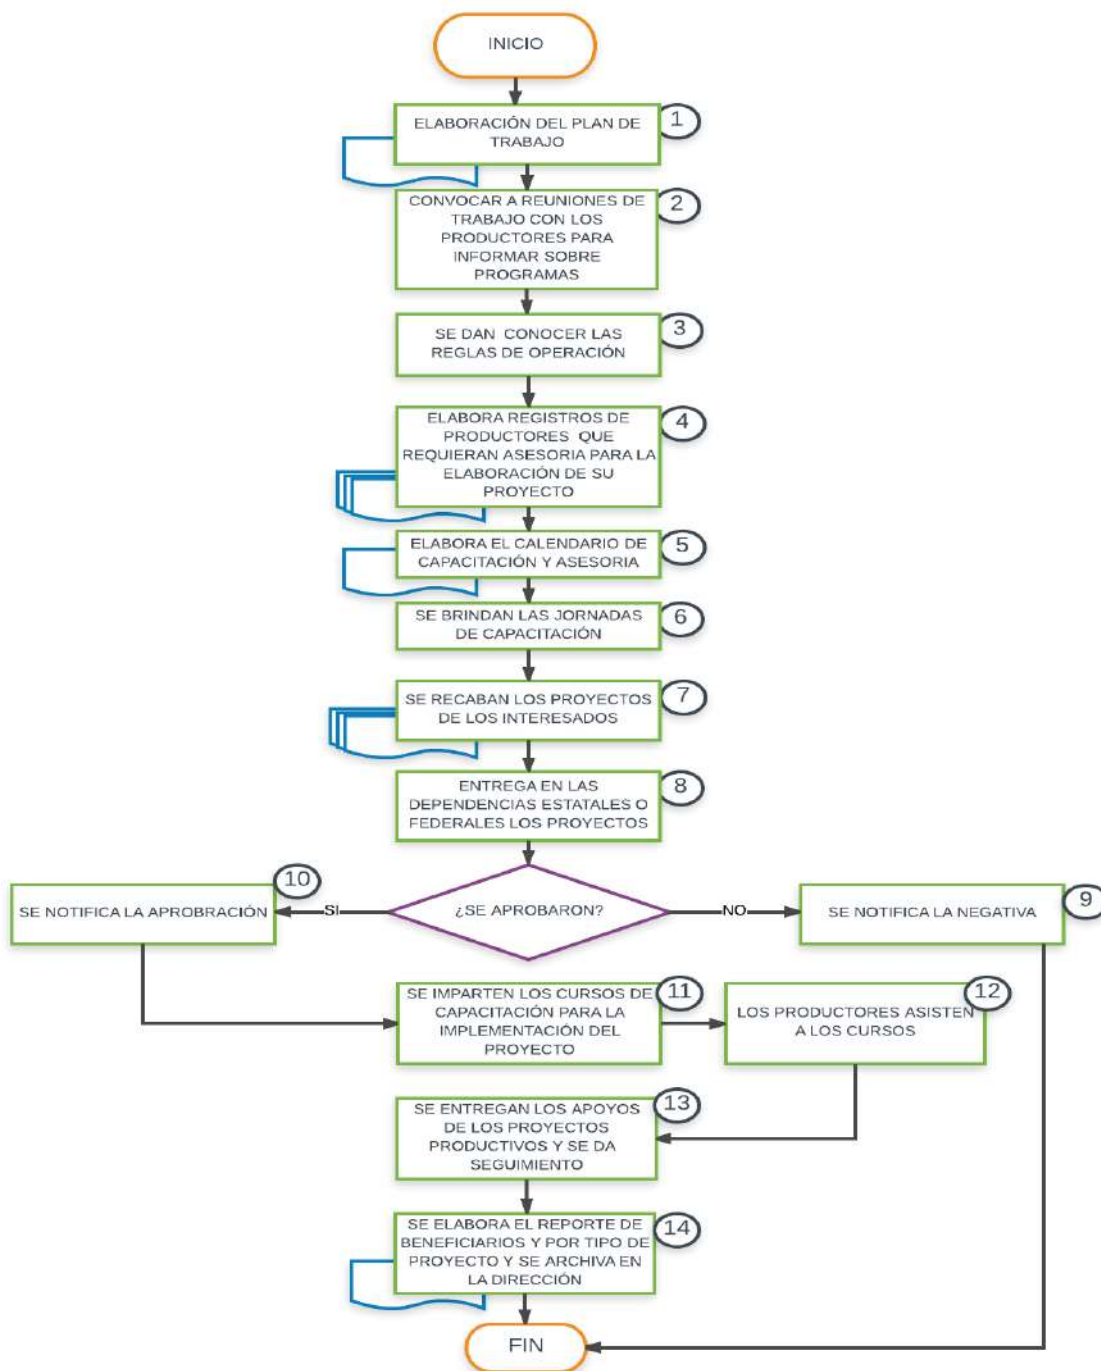 INICIO
1
ELABORACIÓN DEL PLAN DE
TRABAJO
2
CONVOCAR A REUNIONES DE
TRABAJO CON LOS
PRODUCTORES PARA
INFORMAR SOBRE
PROGRAMAS
3
SE DAN CONOCER LAS
REGLAS DE OPERACIÓN
4
ELABORA REGISTROS DE
PRODUCTORES QUE
REQUIERAN ASESORIA PARA LA
ELABORACIÓN DE SU
PROYECTO
5
ELABORA EL CALENDARIO DE
CAPACITACIÓN Y ASESORIA
6
SE BRINDAN LAS JORNADAS
DE CAPACITACIÓN
7
SE RECABAN LOS PROYECTOS
DE LOS INTERESADOS
8
ENTREGA EN LAS
DEPENDENCIAS ESTATALES O
FEDERALES LOS PROYECTOS
10
SE NOTIFICA LA APROBRACIÓN
SI
¿SE APROBARON?
NO
9
SE NOTIFICA LA NEGATIVA
11
SE IMPARTEN LOS CURSOS DE
CAPACITACIÓN PARA LA
IMPLEMENTACIÓN DEL
PROYECTO
12
LOS PRODUCTORES ASISTEN
A LOS CURSOS
13
SE ENTREGAN LOS APOYOS
DE LOS PROYECTOS
PRODUCTIVOS Y SE DA
SEGUIMIENTO
14
SE ELABORA EL REPORTE DE
BENEFICIARIOS Y POR TIPO DE
PROYECTO Y SE ARCHIVA EN
LA DIRECCIÓN
FIN